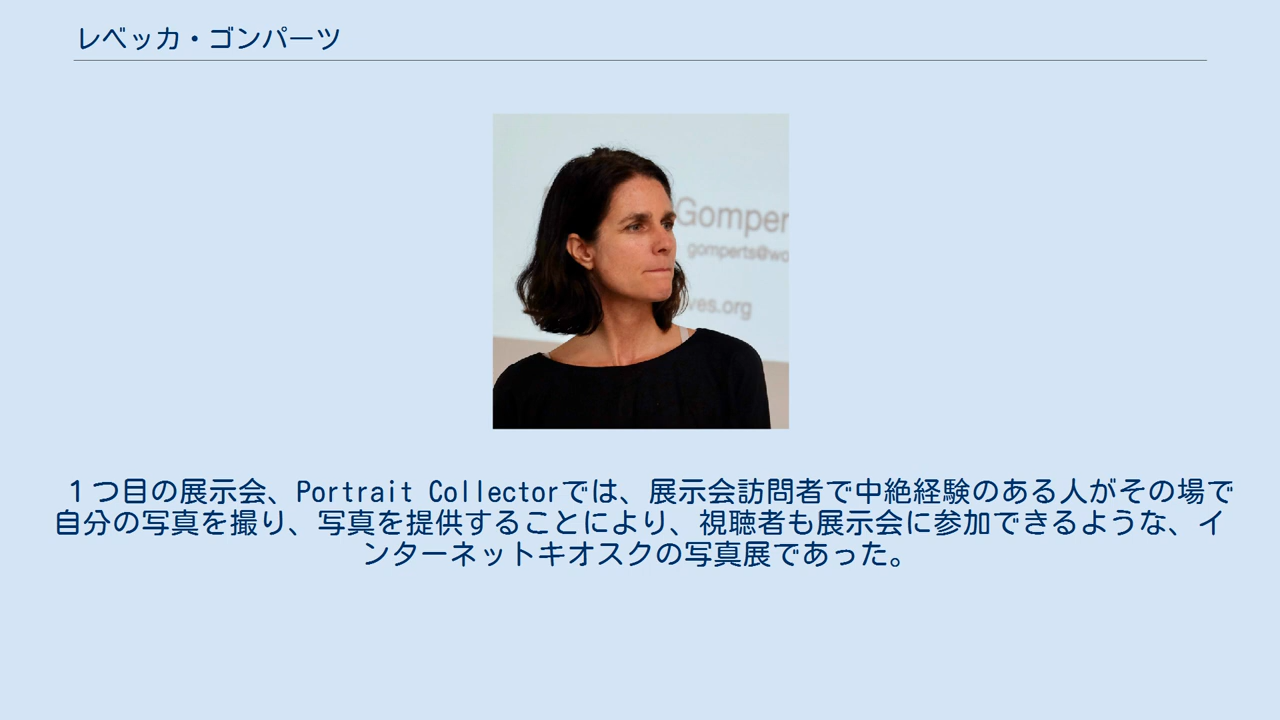 レベッカ・ゴンパーツ
Gomper
gomperts@wo
ves.org
１つ目の展示会、Portrait Collectorでは、展示会訪問者で中絶経験のある人がその場で
自分の写真を撮り、写真を提供することにより、視聴者も展示会に参加できるような、イ
ンターネットキオスクの写真展であった。